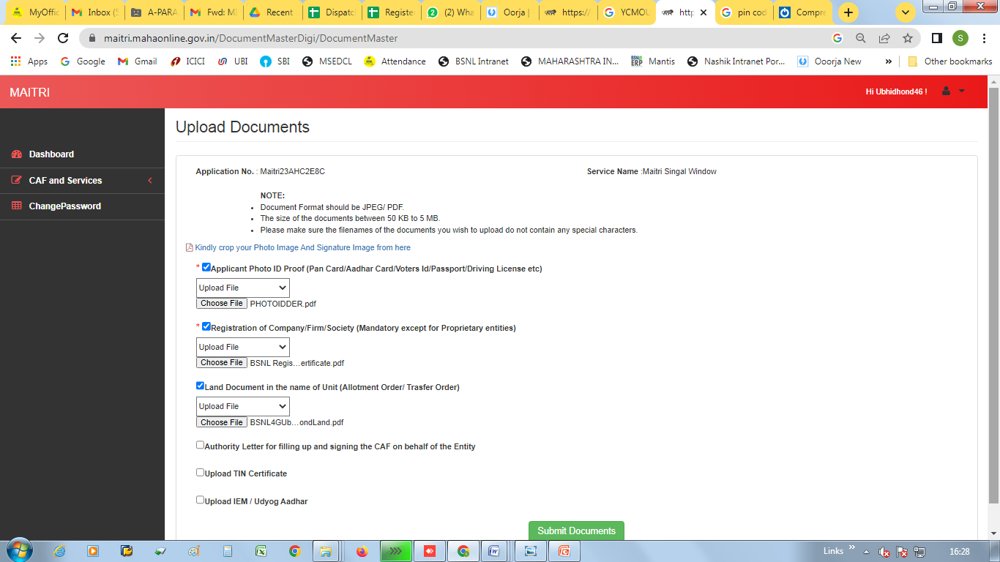 MyOffic
Inbox (5
A-PARA
Fwd: MI
Recent
Dispatc
Registe
(2) Wha
Oorja |
https:/
YCMOU
http
pin cod
Compre
maitri.mahaonline.gov.in/DocumentMasterDigi/DocumentMaster
S
Apps
Google
Gmail
ICICI
UBI
SBI
MSEDCL
Attendance
BSNL Intranet
MAHARASHTRA IN...
Mantis
Nashik Intranet Por...
Ooorja New
»
Other bookmarks
MAITRI
Hi Ubhidhond46 !
Dashboard
CAF and Services
ChangePassword
Upload Documents
Application No. : Maitri23AHC2E8C
Service Name :Maitri Singal Window
NOTE:
• Document Format should be JPEG/ PDF.
• The size of the documents between 50 KB to 5 MB.
• Please make sure the filenames of the documents you wish to upload do not contain any special characters.
Kindly crop your Photo Image And Signature Image from here
* Applicant Photo ID Proof (Pan Card/Aadhar Card/Voters Id/Passport/Driving License etc)
Upload File
Choose File PHOTOIDDER.pdf
* Registration of Company/Firm/Society (Mandatory except for Proprietary entities)
Upload File
Choose File BSNL Regis...ertificate.pdf
Land Document in the name of Unit (Allotment Order/ Trasfer Order)
Upload File
Choose File BSNL4GUb...ondLand.pdf
Authority Letter for filling up and signing the CAF on behalf of the Entity
Upload TIN Certificate
Upload IEM / Udyog Aadhar
Submit Documents
Links »
16:28